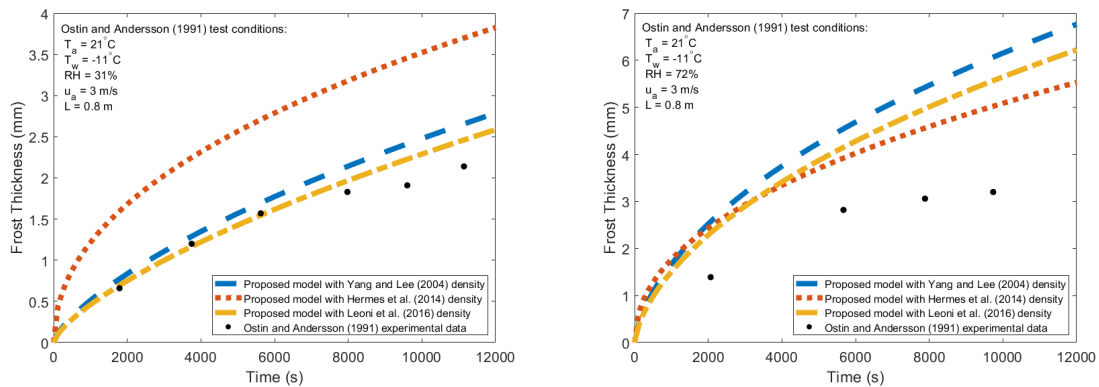 Ostin and Andersson (1991) test conditions:
Ta = 21°C
Tw = -11°C
RH = 31%
ua = 3 m/s
L = 0.8 m
Frost Thickness (mm)
4
3.5
3
2.5
2
1.5
1
0.5
0
0
2000
4000
6000
8000
10000
12000
Time (s)
Proposed model with Yang and Lee (2004) density
Proposed model with Hermes et al. (2014) density
Proposed model with Leoni et al. (2016) density
Ostin and Andersson (1991) experimental data
Ostin and Andersson (1991) test conditions:
Ta = 21°C
Tw = -11°C
RH = 72%
ua = 3 m/s
L = 0.8 m
Frost Thickness (mm)
7
6
5
4
3
2
1
0
0
2000
4000
6000
8000
10000
12000
Time (s)
Proposed model with Yang and Lee (2004) density
Proposed model with Hermes et al. (2014) density
Proposed model with Leoni et al. (2016) density
Ostin and Andersson (1991) experimental data